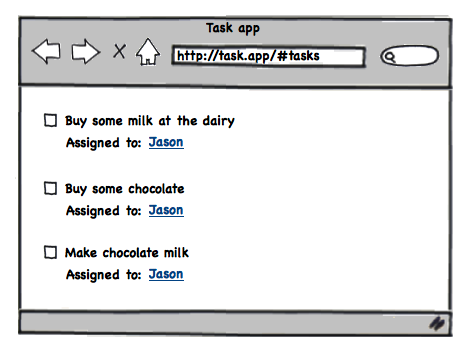 Task app
http://task.app/#tasks
Buy some milk at the dairy
Assigned to: Jason
Buy some chocolate
Assigned to: Jason
Make chocolate milk
Assigned to: Jason